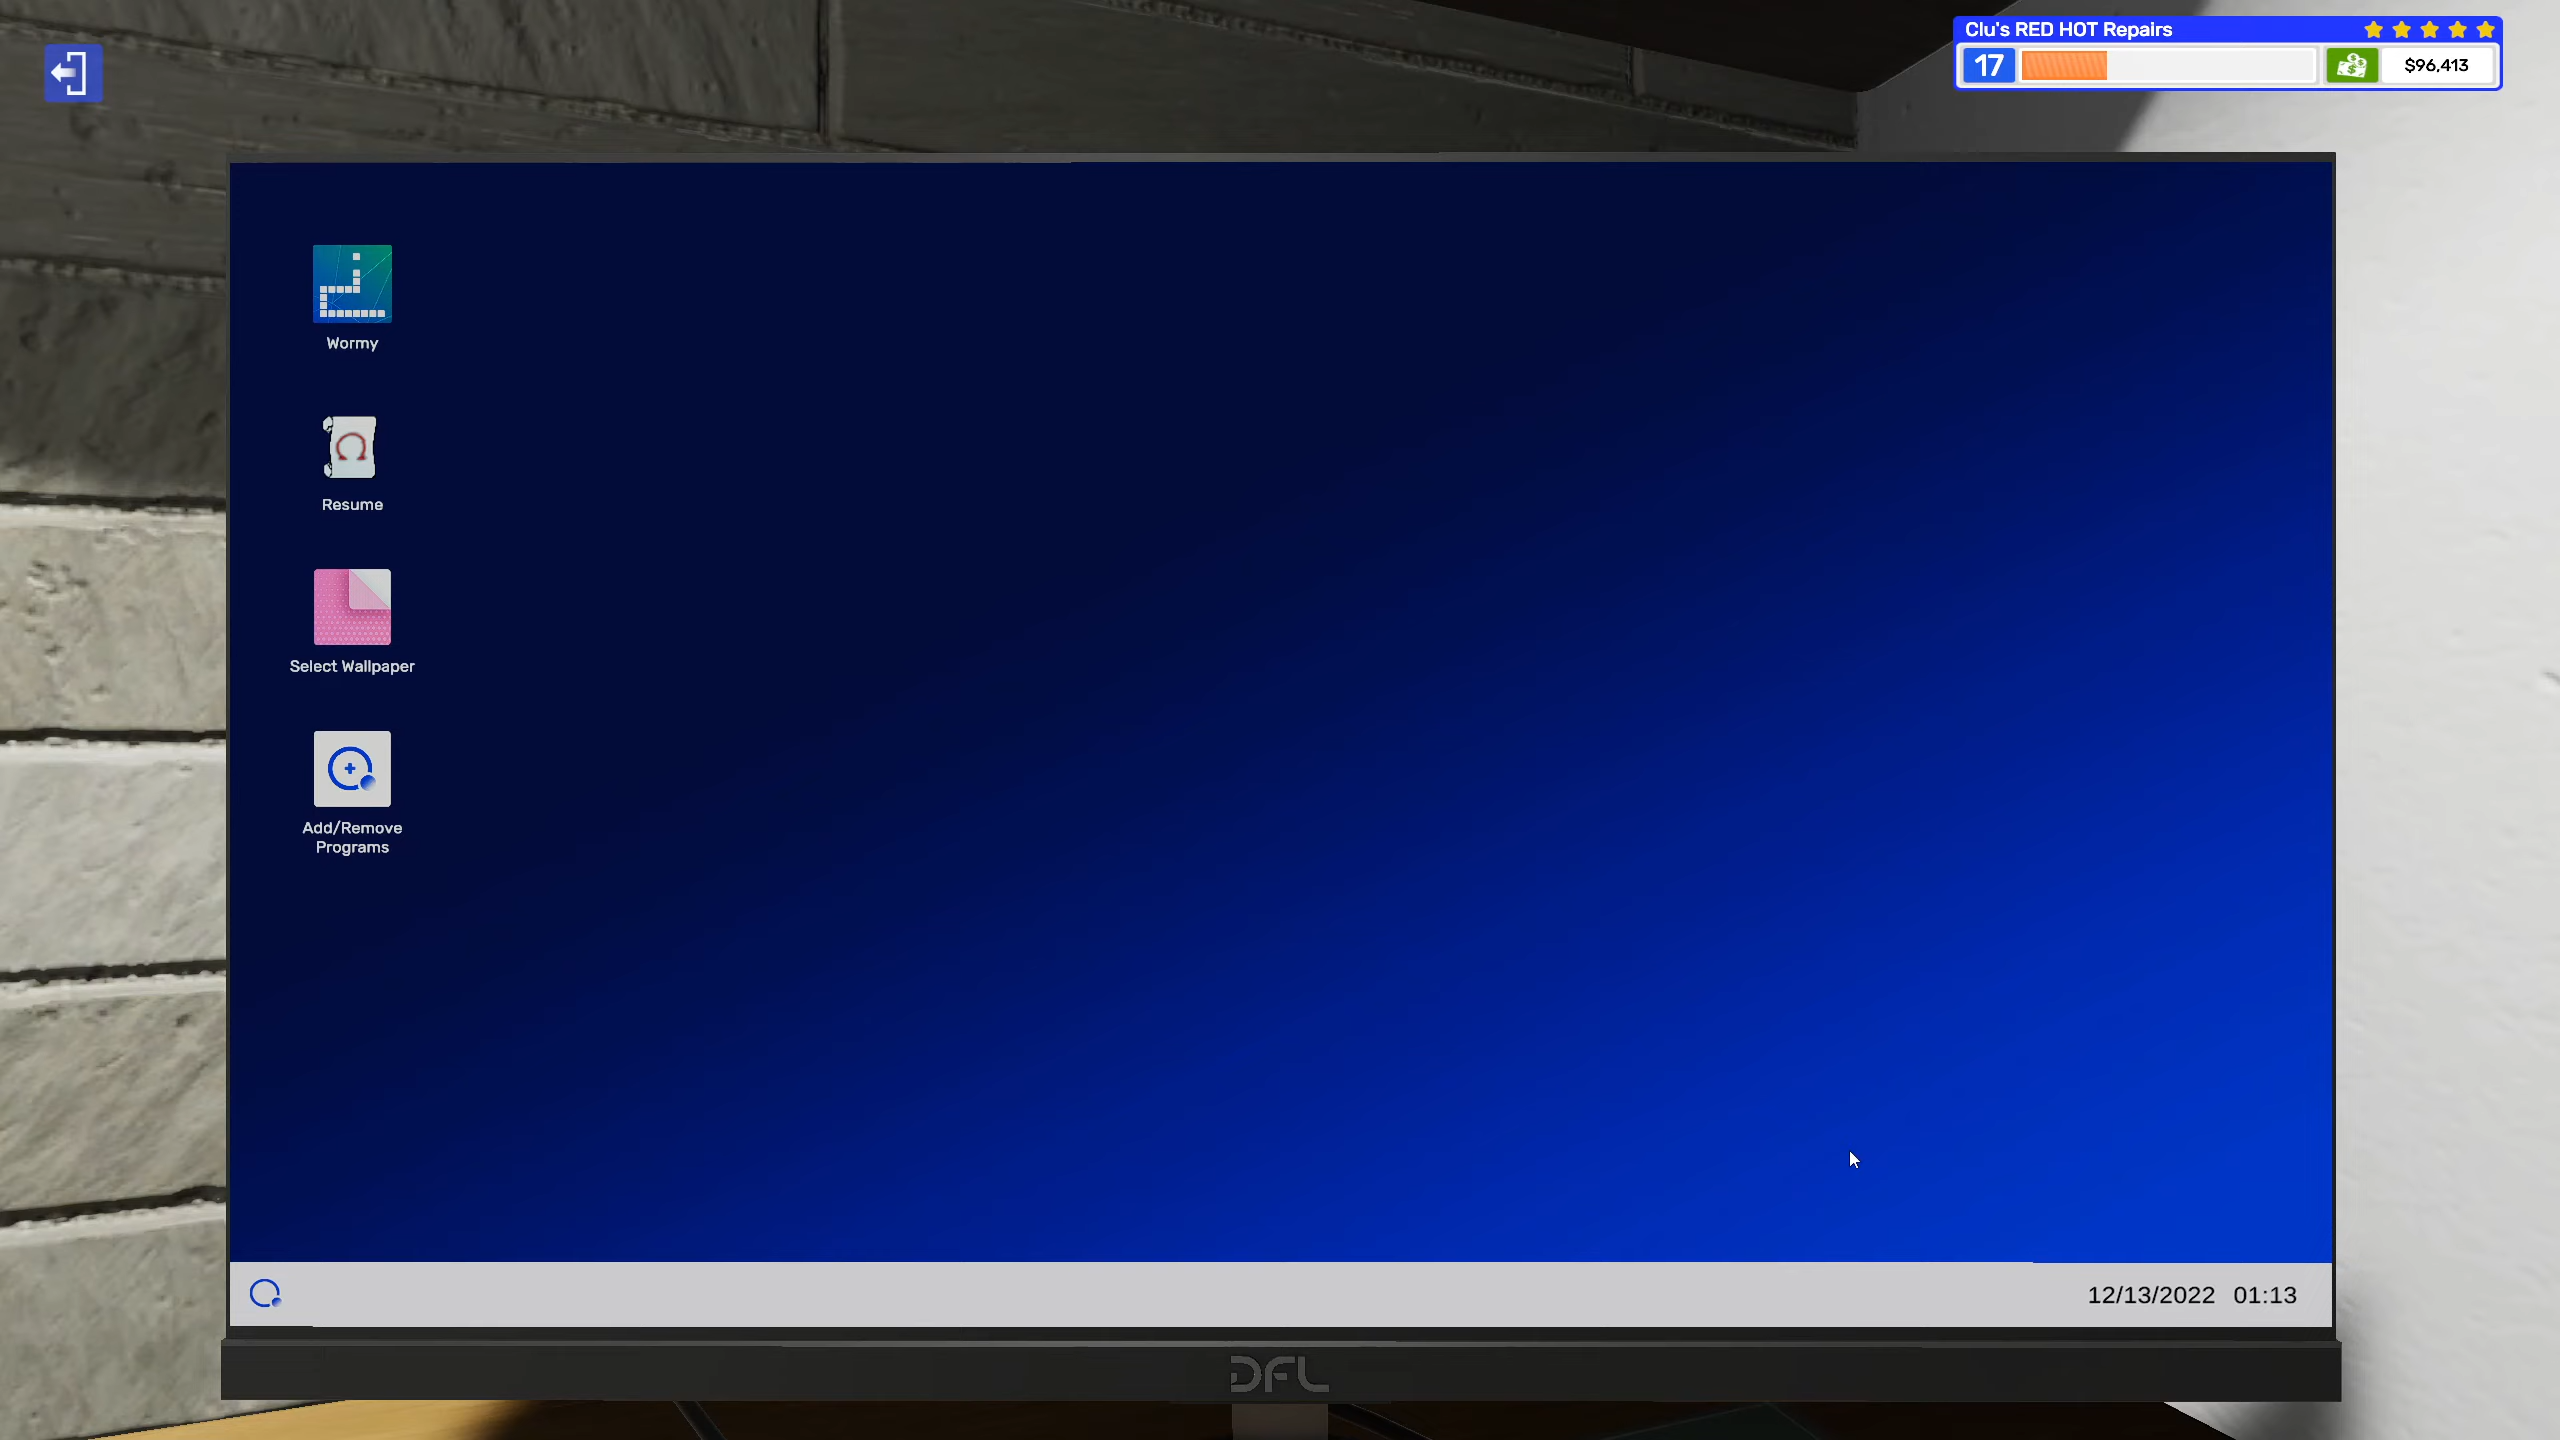 Clu's RED HOT Repairs
17
$96,413
Wormy
Resume
Select Wallpaper
Add/Remove
Programs
12/13/2022 01:13
DFL